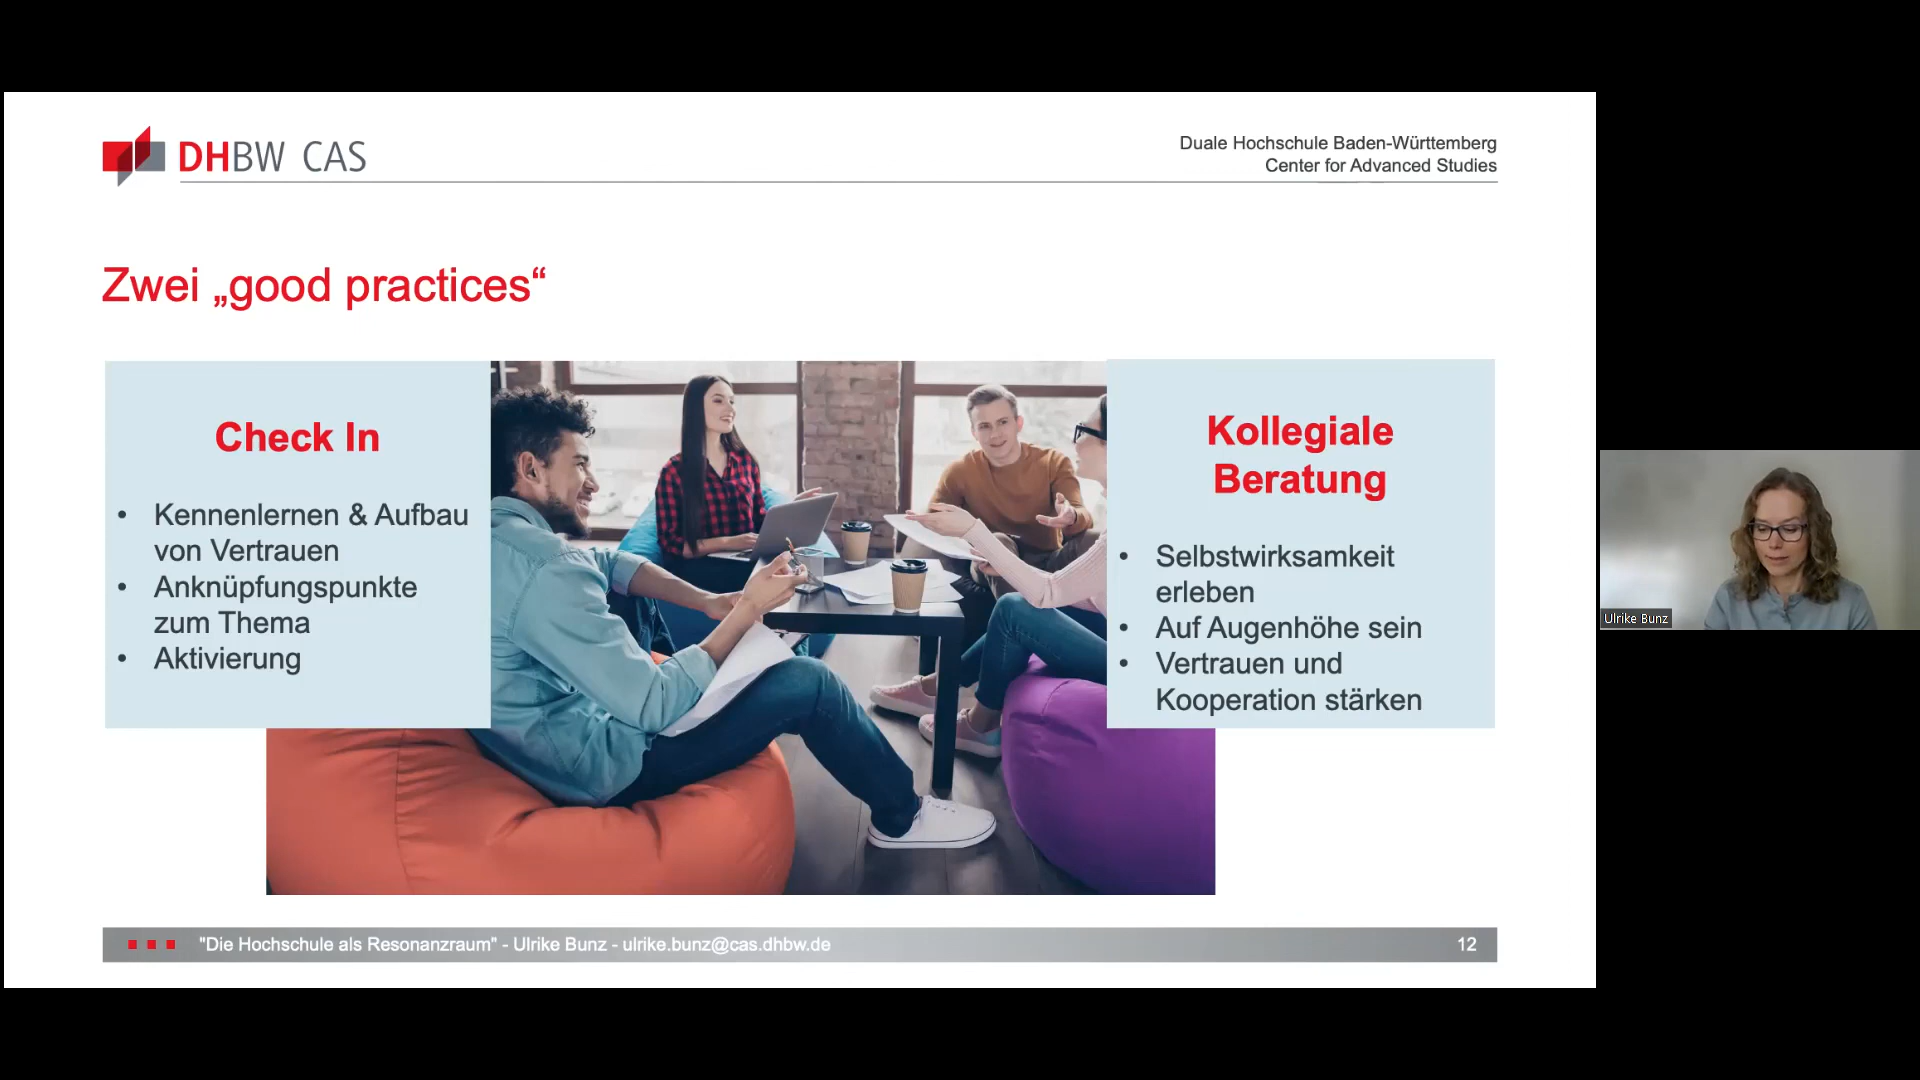 DHBW CAS
Duale Hochschule Baden-Württemberg
Center for Advanced Studies
Zwei „good practices“
Check In
• Kennenlernen & Aufbau
von Vertrauen
• Anknüpfungspunkte
zum Thema
• Aktivierung
Kollegiale
Beratung
• Selbstwirksamkeit
erleben
• Auf Augenhöhe sein
• Vertrauen und
Kooperation stärken
Ulrike Bunz
"Die Hochschule als Resonanzraum" - Ulrike Bunz - ulrike.bunz@cas.dhbw.de
12